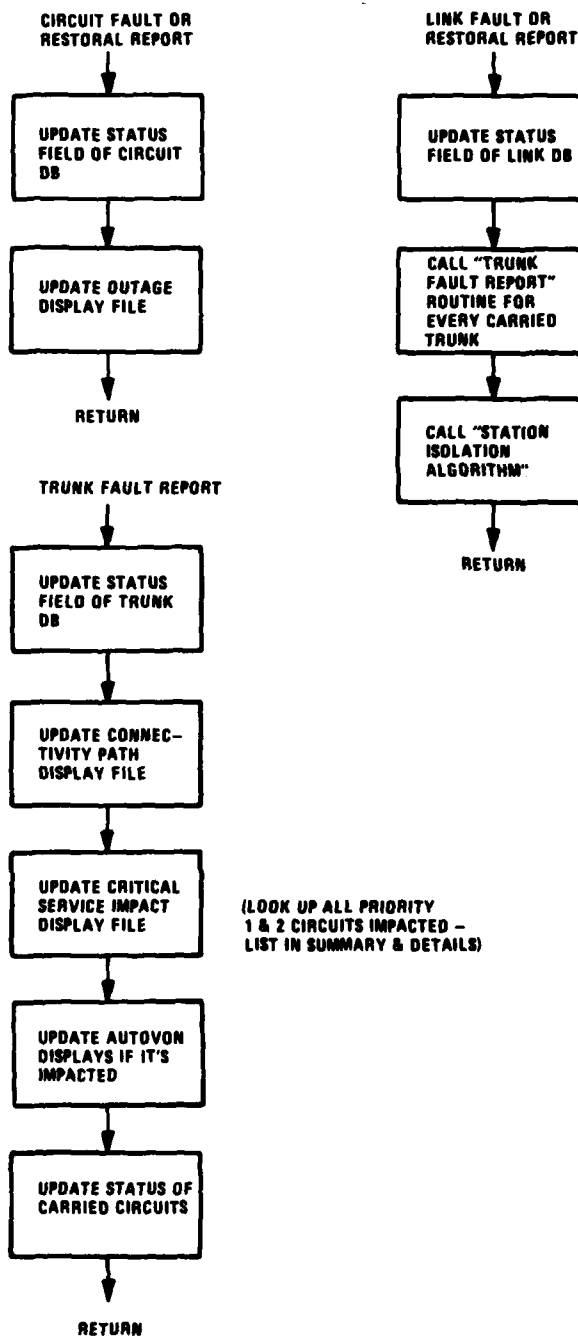 CIRCUIT FAULT OR
RESTORAL REPORT
UPDATE STATUS
FIELD OF CIRCUIT
DB
UPDATE OUTAGE
DISPLAY FILE
RETURN
LINK FAULT OR
RESTORAL REPORT
UPDATE STATUS
FIELD OF LINK DB
CALL "TRUNK
FAULT REPORT"
ROUTINE FOR
EVERY CARRIED
TRUNK
CALL "STATION
ISOLATION
ALGORITHM"
RETURN
TRUNK FAULT REPORT
UPDATE STATUS
FIELD OF TRUNK
DB
UPDATE CONNEC-
TIVITY PATH
DISPLAY FILE
UPDATE CRITICAL
SERVICE IMPACT
DISPLAY FILE
(LOOK UP ALL PRIORITY
1 & 2 CIRCUITS IMPACTED –
LIST IN SUMMARY & DETAILS)
UPDATE AUTOVON
DISPLAYS IF IT'S
IMPACTED
UPDATE STATUS OF
CARRIED CIRCUITS
RETURN